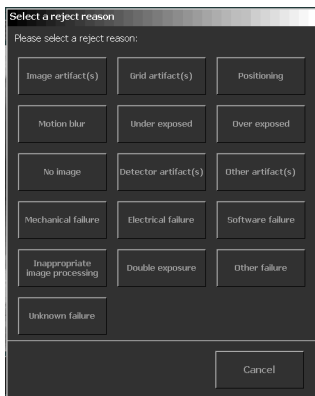 Select a reject reason
Please select a reject reason:
Image artifact(s)
Grid artifact(s)
Positioning
Motion blur
Under exposed
Over exposed
No image
Detector artifact(s)
Other artifact(s)
Mechanical failure
Electrical failure
Software failure
Inappropriate
image processing
Double exposure
Other failure
Unknown failure
Cancel